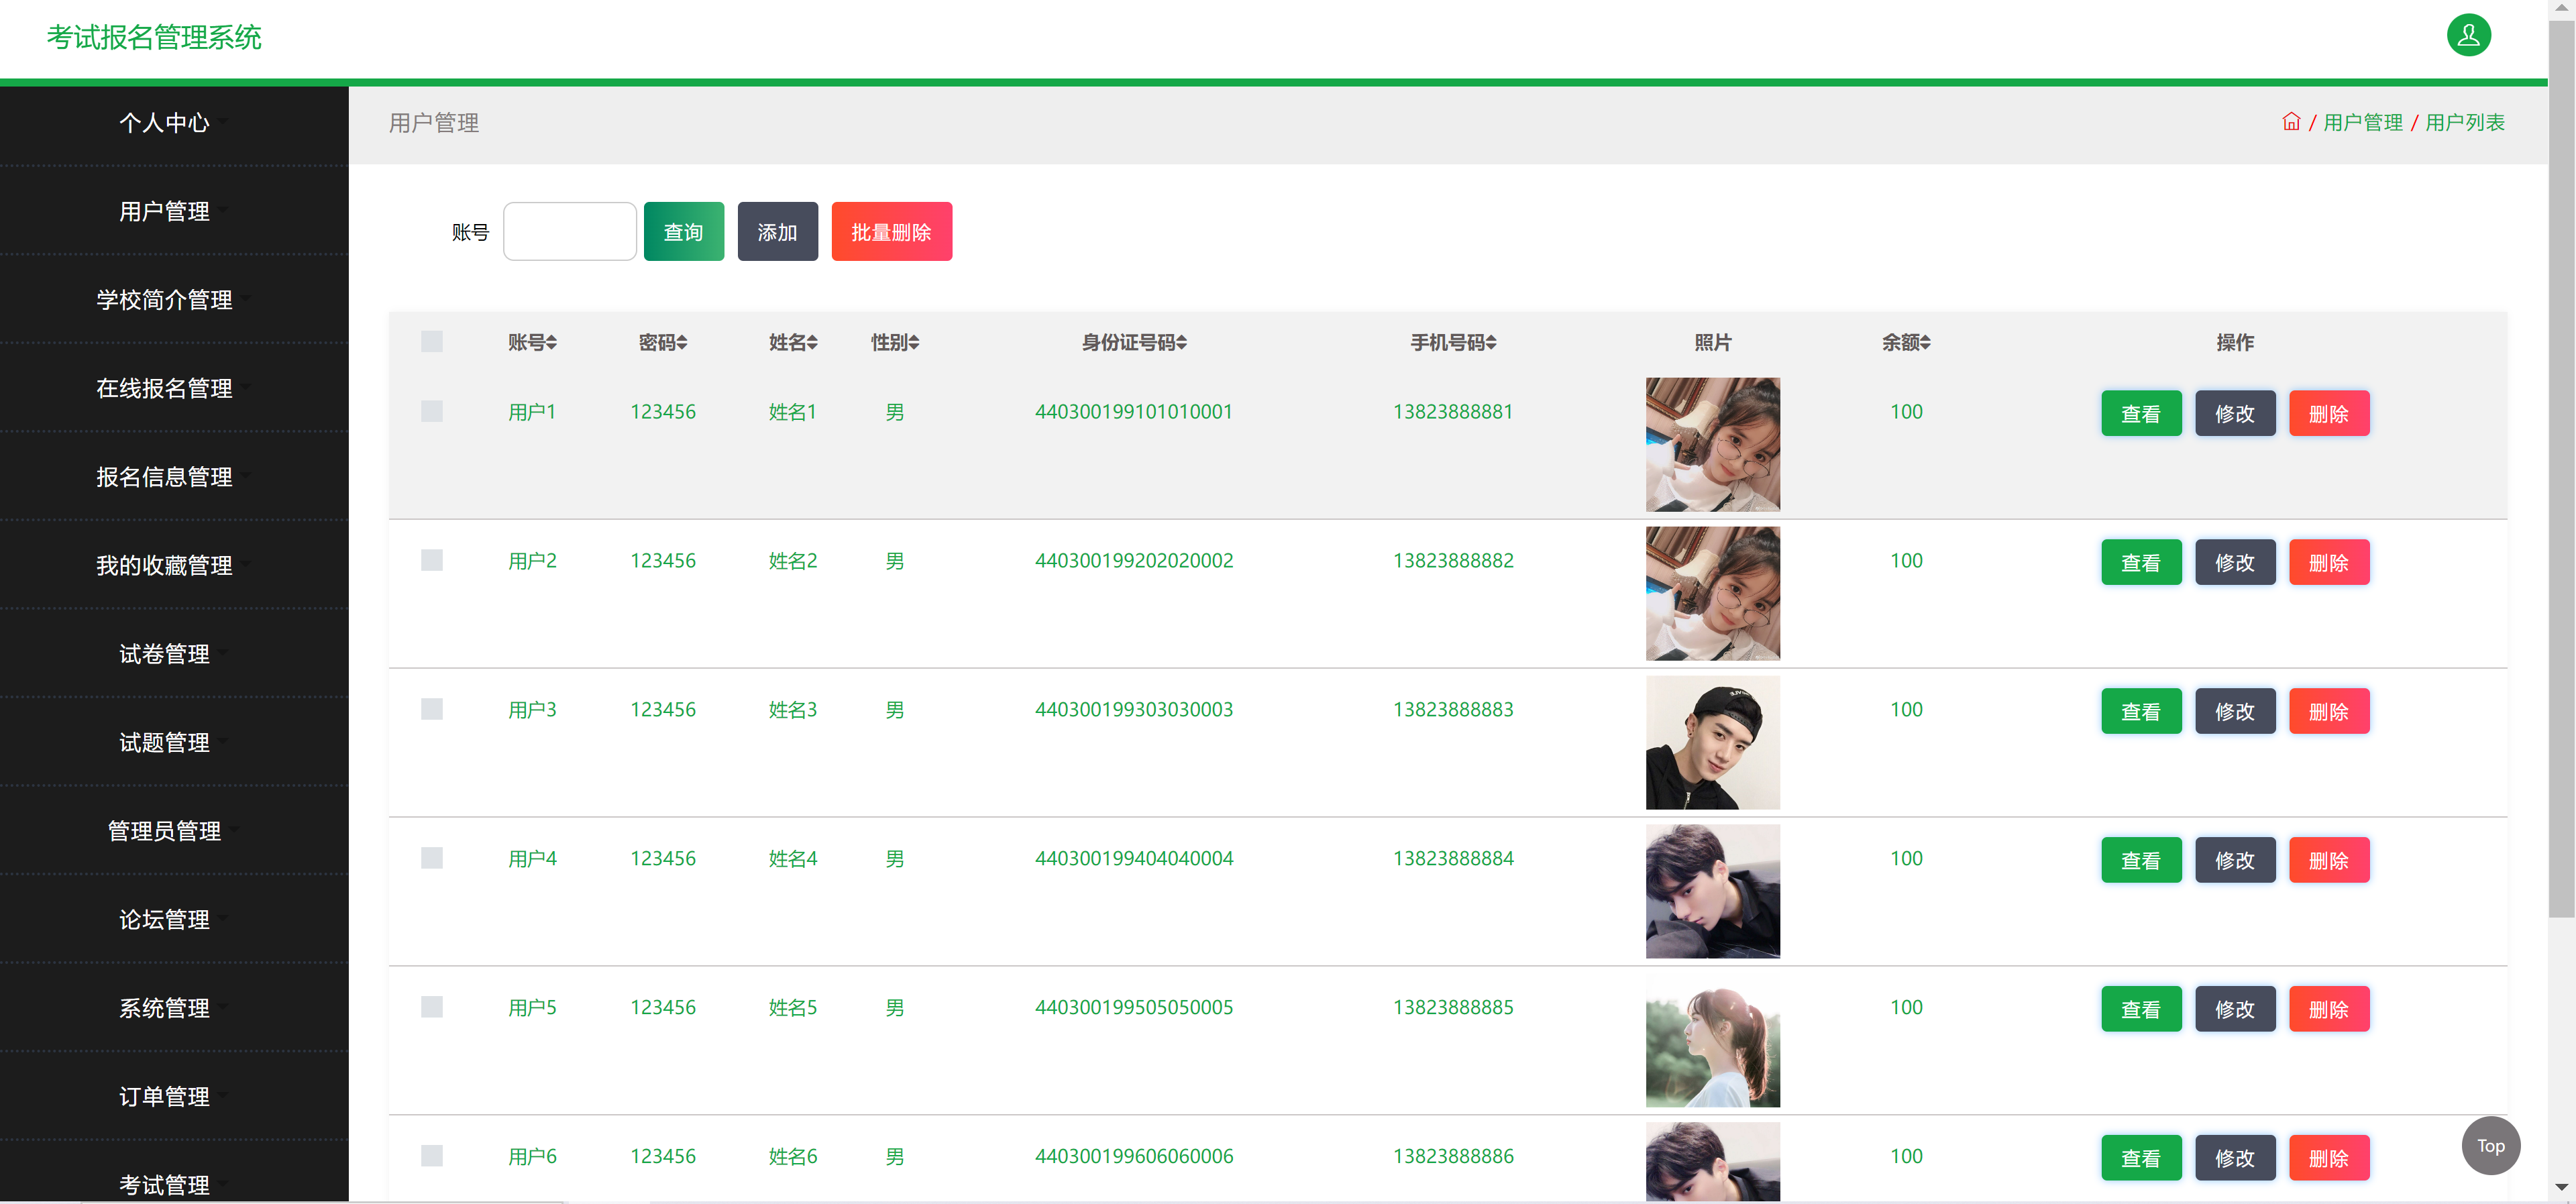 考试报名管理系统
个人中心
用户管理
学校简介管理
在线报名管理
报名信息管理
我的收藏管理
试卷管理
试题管理
管理员管理
论坛管理
系统管理
订单管理
考试管理
用户管理
/ 用户管理 / 用户列表
账号 查询 添加 批量删除
账号 密码 姓名 性别 身份证号码 手机号码 照片 余额 操作
用户1 123456 姓名1 男 440300199101010001 13823888881 100 查看 修改 删除
用户2 123456 姓名2 男 440300199202020002 13823888882 100 查看 修改 删除
用户3 123456 姓名3 男 440300199303030003 13823888883 100 查看 修改 删除
用户4 123456 姓名4 男 440300199404040004 13823888884 100 查看 修改 删除
用户5 123456 姓名5 男 440300199505050005 13823888885 100 查看 修改 删除
用户6 123456 姓名6 男 440300199606060006 13823888886 100 查看 修改 删除
Top